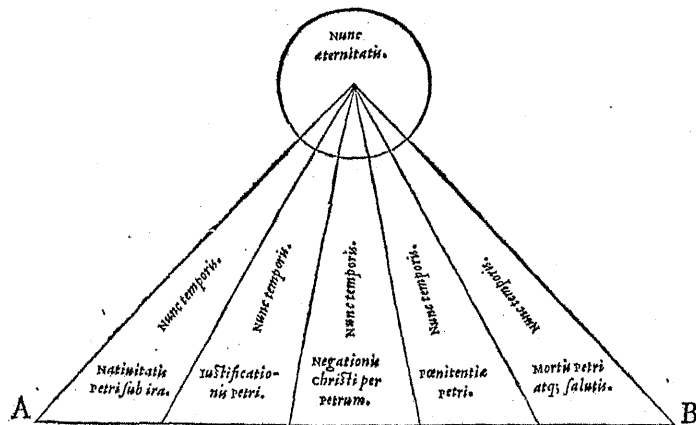 Nunc
æternitatis.
Nunc temporis.
Nunc temporis.
Nunc temporis.
Nunc temporis.
Nunc temporis.
Nativitatis
Petri sub ira.
Iustificatio-
nis petri.
Negationis
Christi per
Petrum.
Pœnitentiæ
Petri.
Mortis Petri
atq; salutis.
A
B